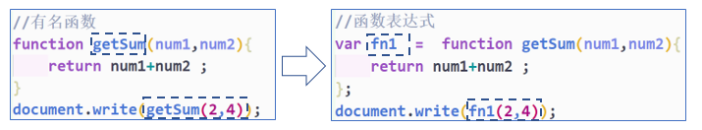 //有名函数
function getSum(num1,num2){
return num1+num2 ;
}
document.write(getSum(2,4));
//函数表达式
var fn1 = function getSum(num1,num2){
return num1+num2 ;
};
document.write(fn1(2,4));